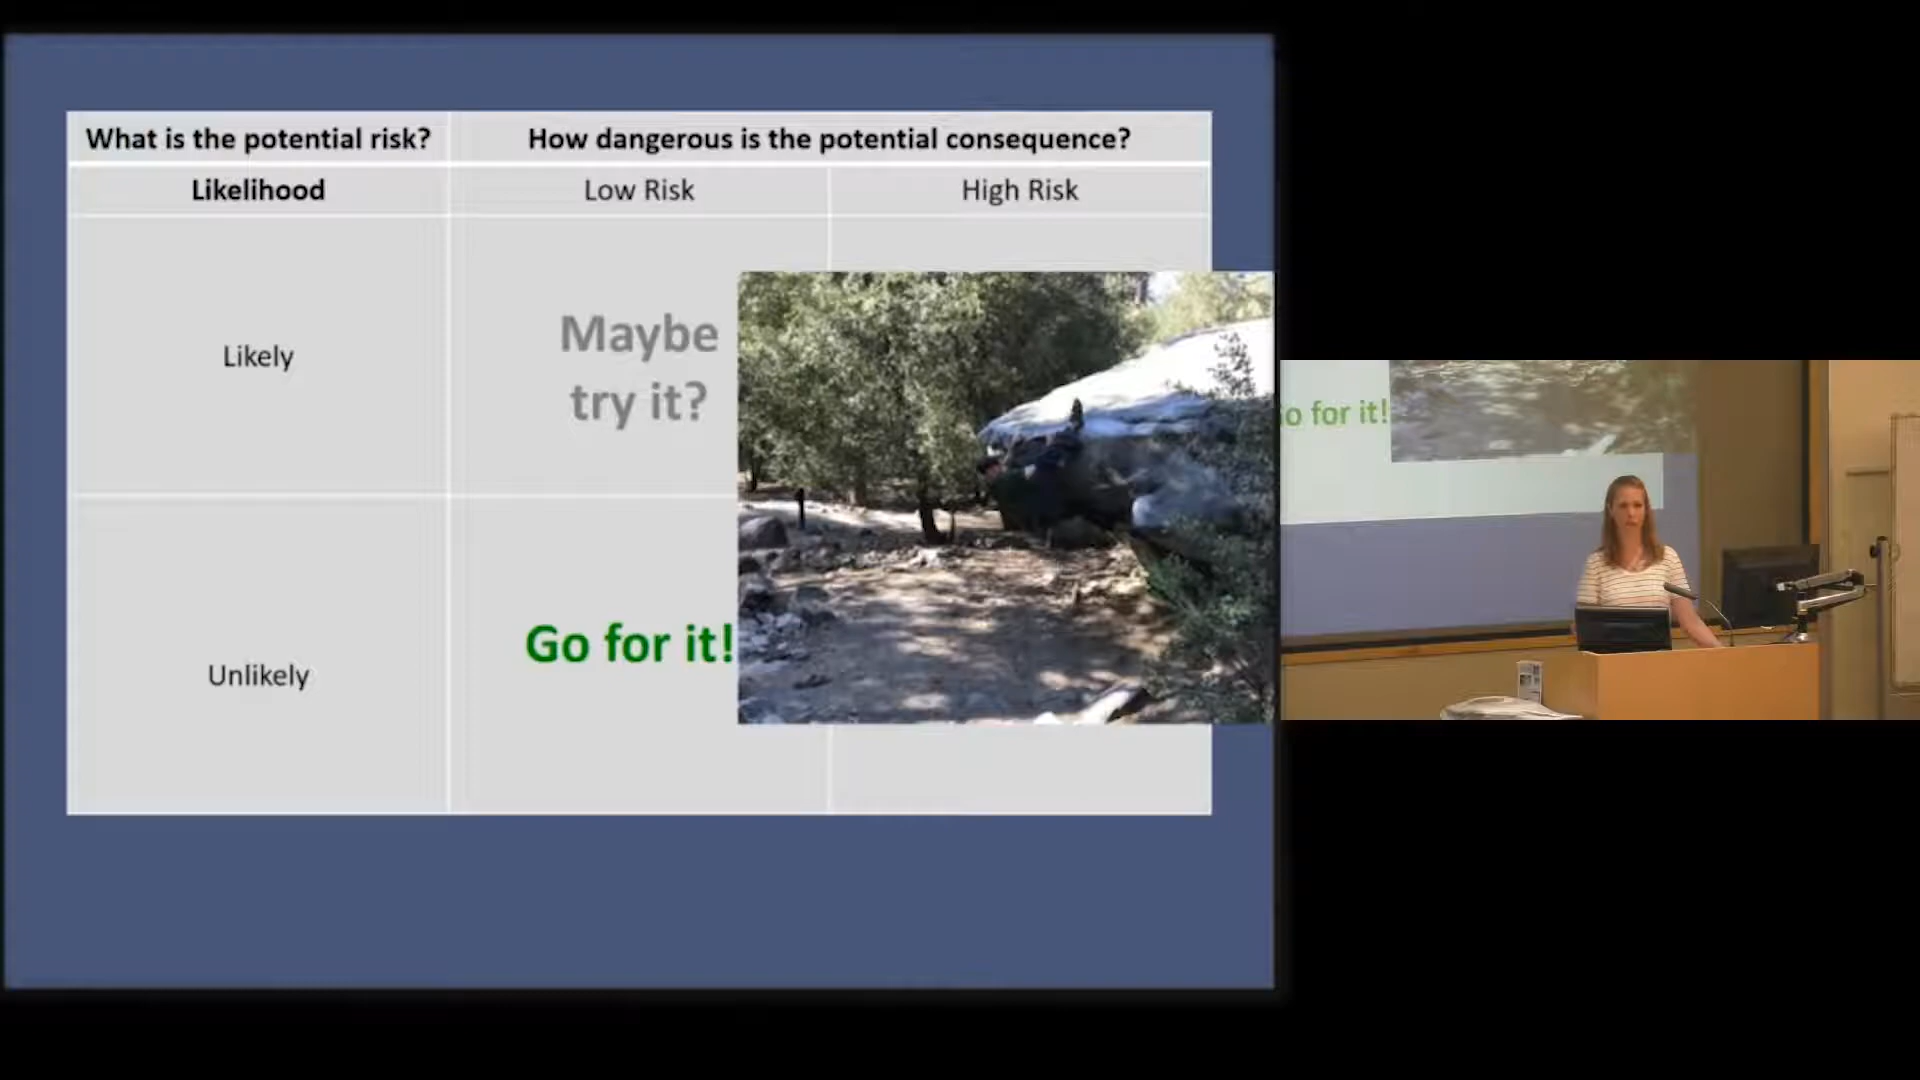 What is the potential risk?
How dangerous is the potential consequence?
Likelihood
Low Risk
High Risk
Likely
Maybe
try it?
Unlikely
Go for it!
o for it!